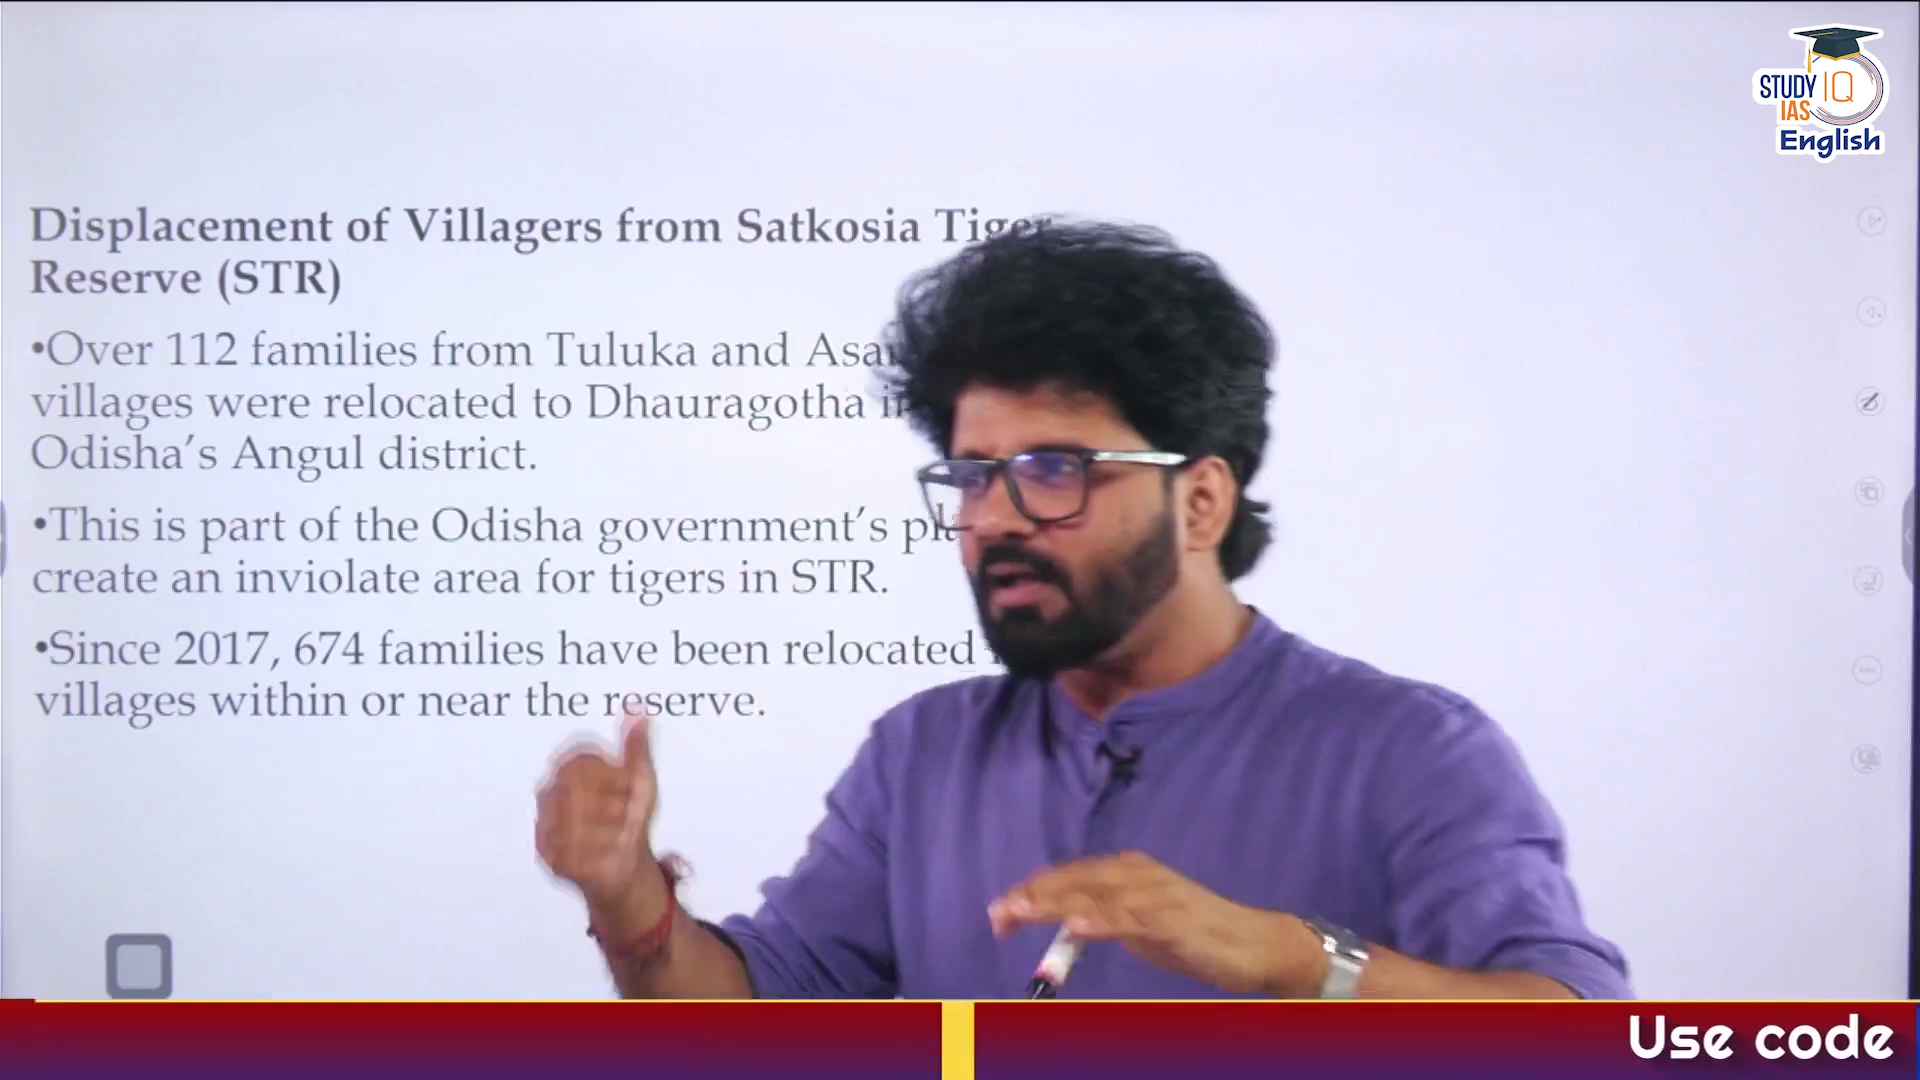 STUDY IQ
IAS
English
Displacement of Villagers from Satkosia Tiger
Reserve (STR)
•Over 112 families from Tuluka and
villages were relocated to Dhauragotha
Odisha’s Angul district.
•This is part of the Odisha government’s
create an inviolate area for tigers in STR.
•Since 2017, 674 families have been relocated
villages within or near the reserve.
Use code